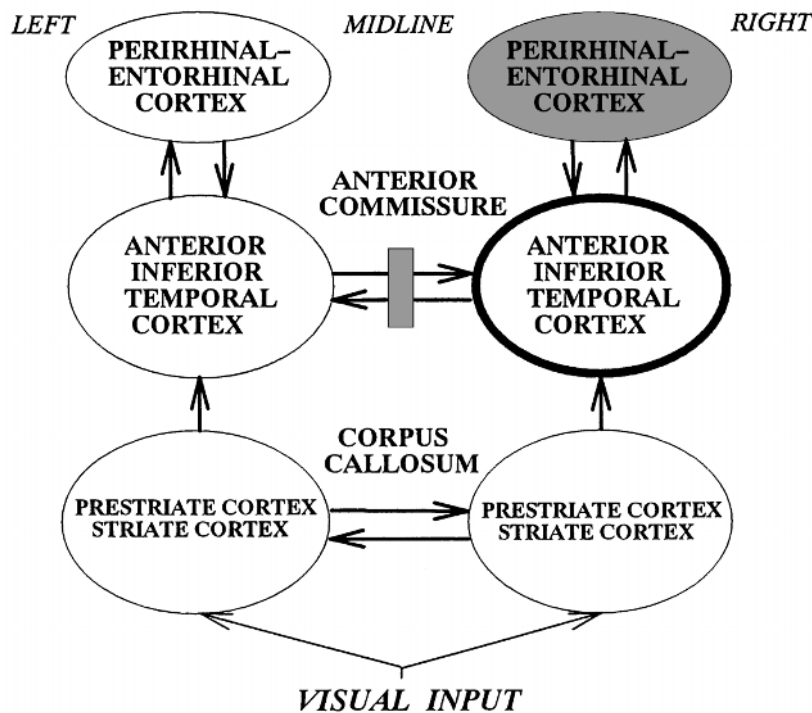 LEFT
MIDLINE
RIGHT
PERIRHINAL–
ENTORHINAL
CORTEX
PERIRHINAL–
ENTORHINAL
CORTEX
ANTERIOR
COMMISSURE
ANTERIOR
INFERIOR
TEMPORAL
CORTEX
ANTERIOR
INFERIOR
TEMPORAL
CORTEX
CORPUS
CALLOSUM
PRESTRIATE CORTEX
STRIATE CORTEX
PRESTRIATE CORTEX
STRIATE CORTEX
VISUAL INPUT